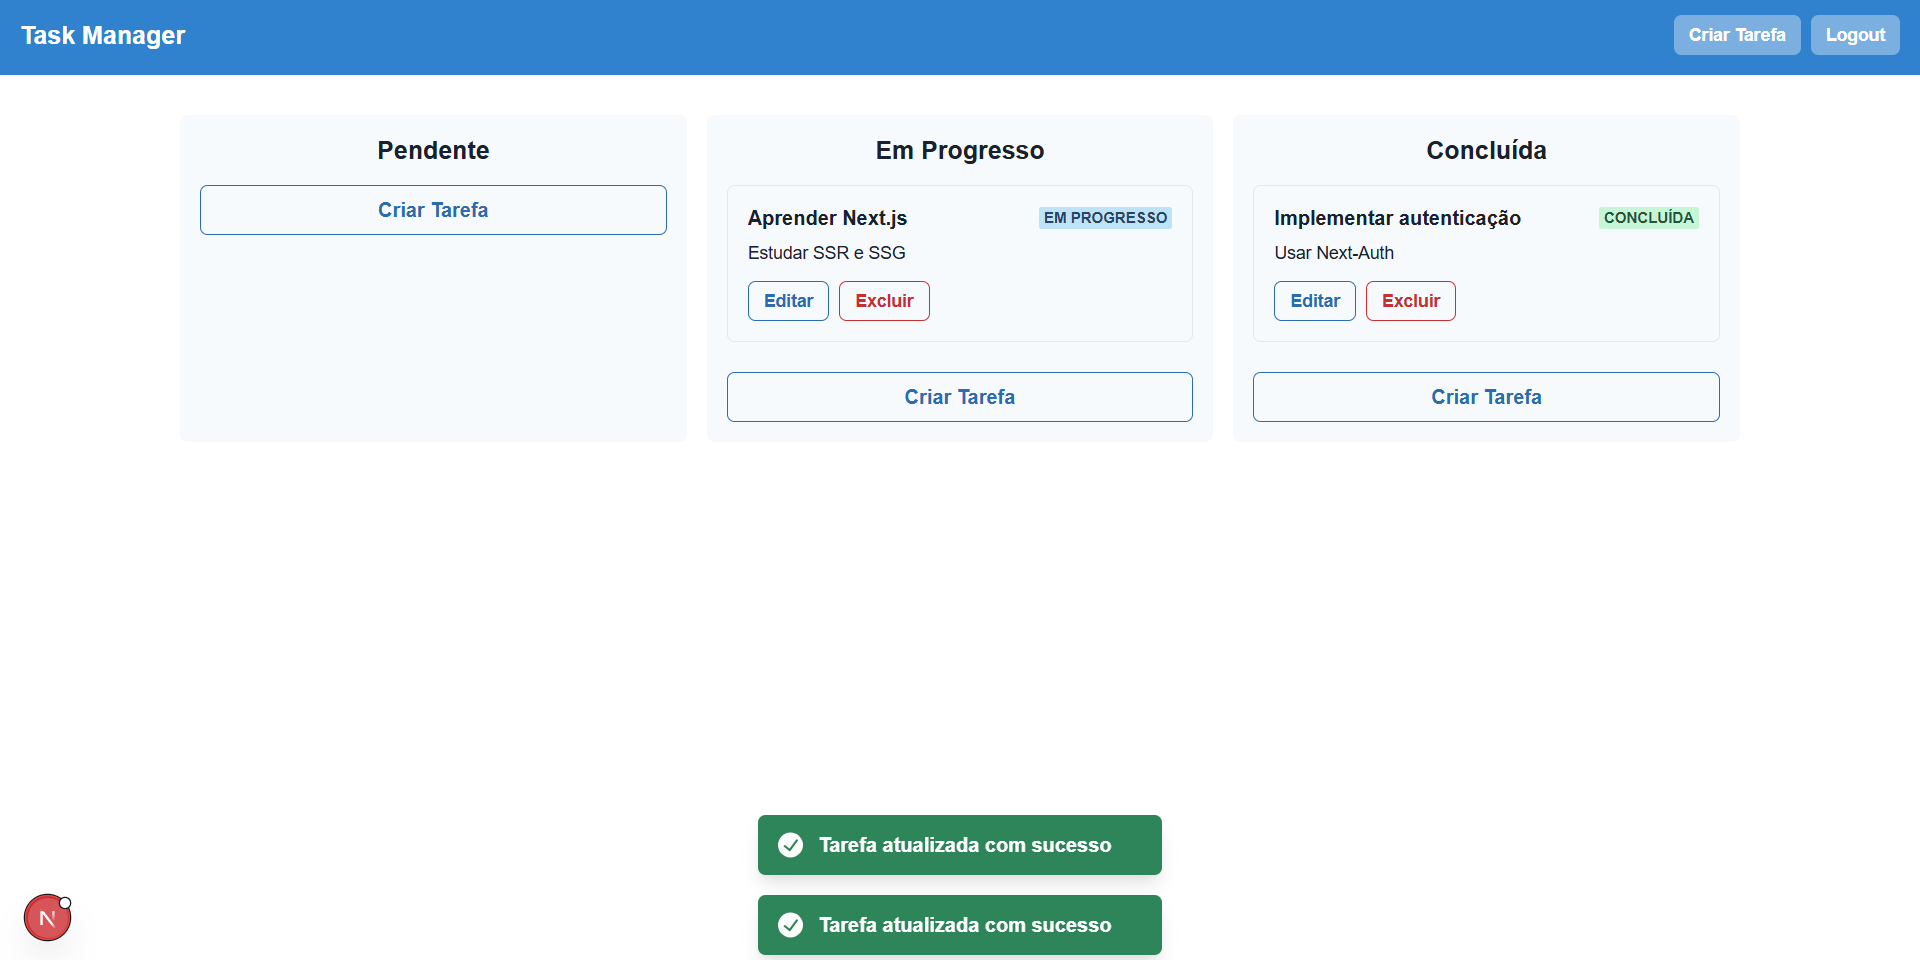 Task Manager
Criar Tarefa
Logout
Pendente
Criar Tarefa
Em Progresso
Aprender Next.js
EM PROGRESSO
Estudar SSR e SSG
Editar
Excluir
Criar Tarefa
Concluída
Implementar autenticação
CONCLUÍDA
Usar Next-Auth
Editar
Excluir
Criar Tarefa
Tarefa atualizada com sucesso
Tarefa atualizada com sucesso
N